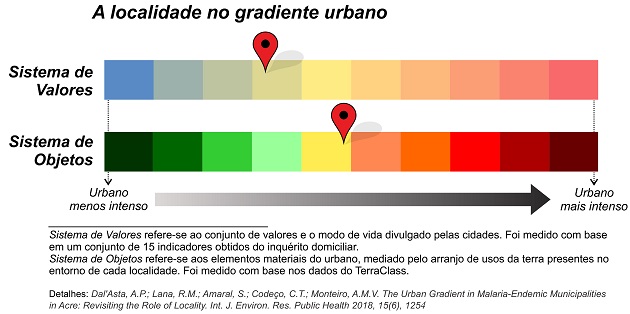 A localidade no gradiente urbano
Sistema de
Valores
Sistema de
Objetos
Urbano
menos intenso
Urbano
mais intenso
Sistema de Valores refere-se ao conjunto de valores e o modo de vida divulgado pelas cidades. Foi medido com base
em um conjunto de 15 indicadores obtidos do inquérito domiciliar.
Sistema de Objetos refere-se aos elementos materiais do urbano, mediado pelo arranjo de usos da terra presentes no
entorno de cada localidade. Foi medido com base nos dados do TerraClass.
Detalhes: Dal'Asta, A.P.; Lana, R.M.; Amaral, S.; Codeço, C.T.; Monteiro, A.M.V. The Urban Gradient in Malaria-Endemic Municipalities
in Acre: Revisiting the Role of Locality. Int. J. Environ. Res. Public Health 2018, 15(6), 1254